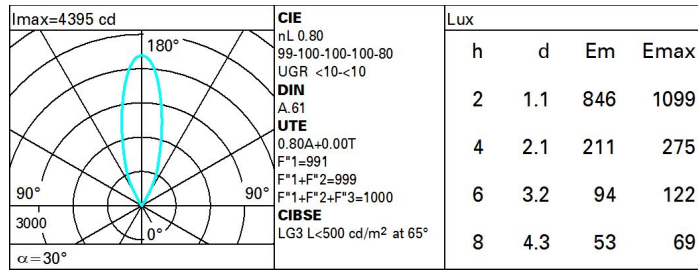 Imax=4395 cd
180°
90°
90°
3000
0°
α=30°
CIE
nL 0.80
99-100-100-100-80
UGR <10-<10
DIN
A.61
UTE
0.80A+0.00T
F"1=991
F"1+F"2=999
F"1+F"2+F"3=1000
CIBSE
LG3 L<500 cd/m² at 65°
Lux
h d Em Emax
2 1.1 846 1099
4 2.1 211 275
6 3.2 94 122
8 4.3 53 69